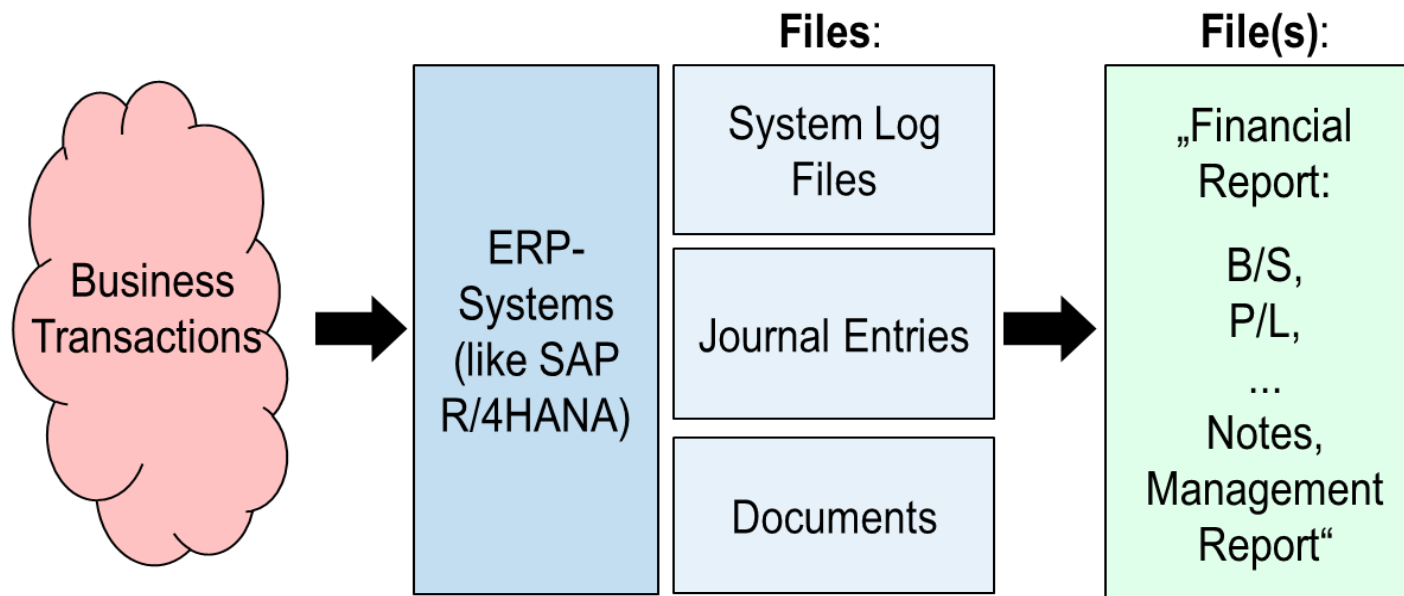 Business
Transactions
ERP-
Systems
(like SAP
R/4HANA)
Files:
System Log
Files
Journal Entries
Documents
File(s):
„Financial
Report:
B/S,
P/L,
...
Notes,
Management
Report“